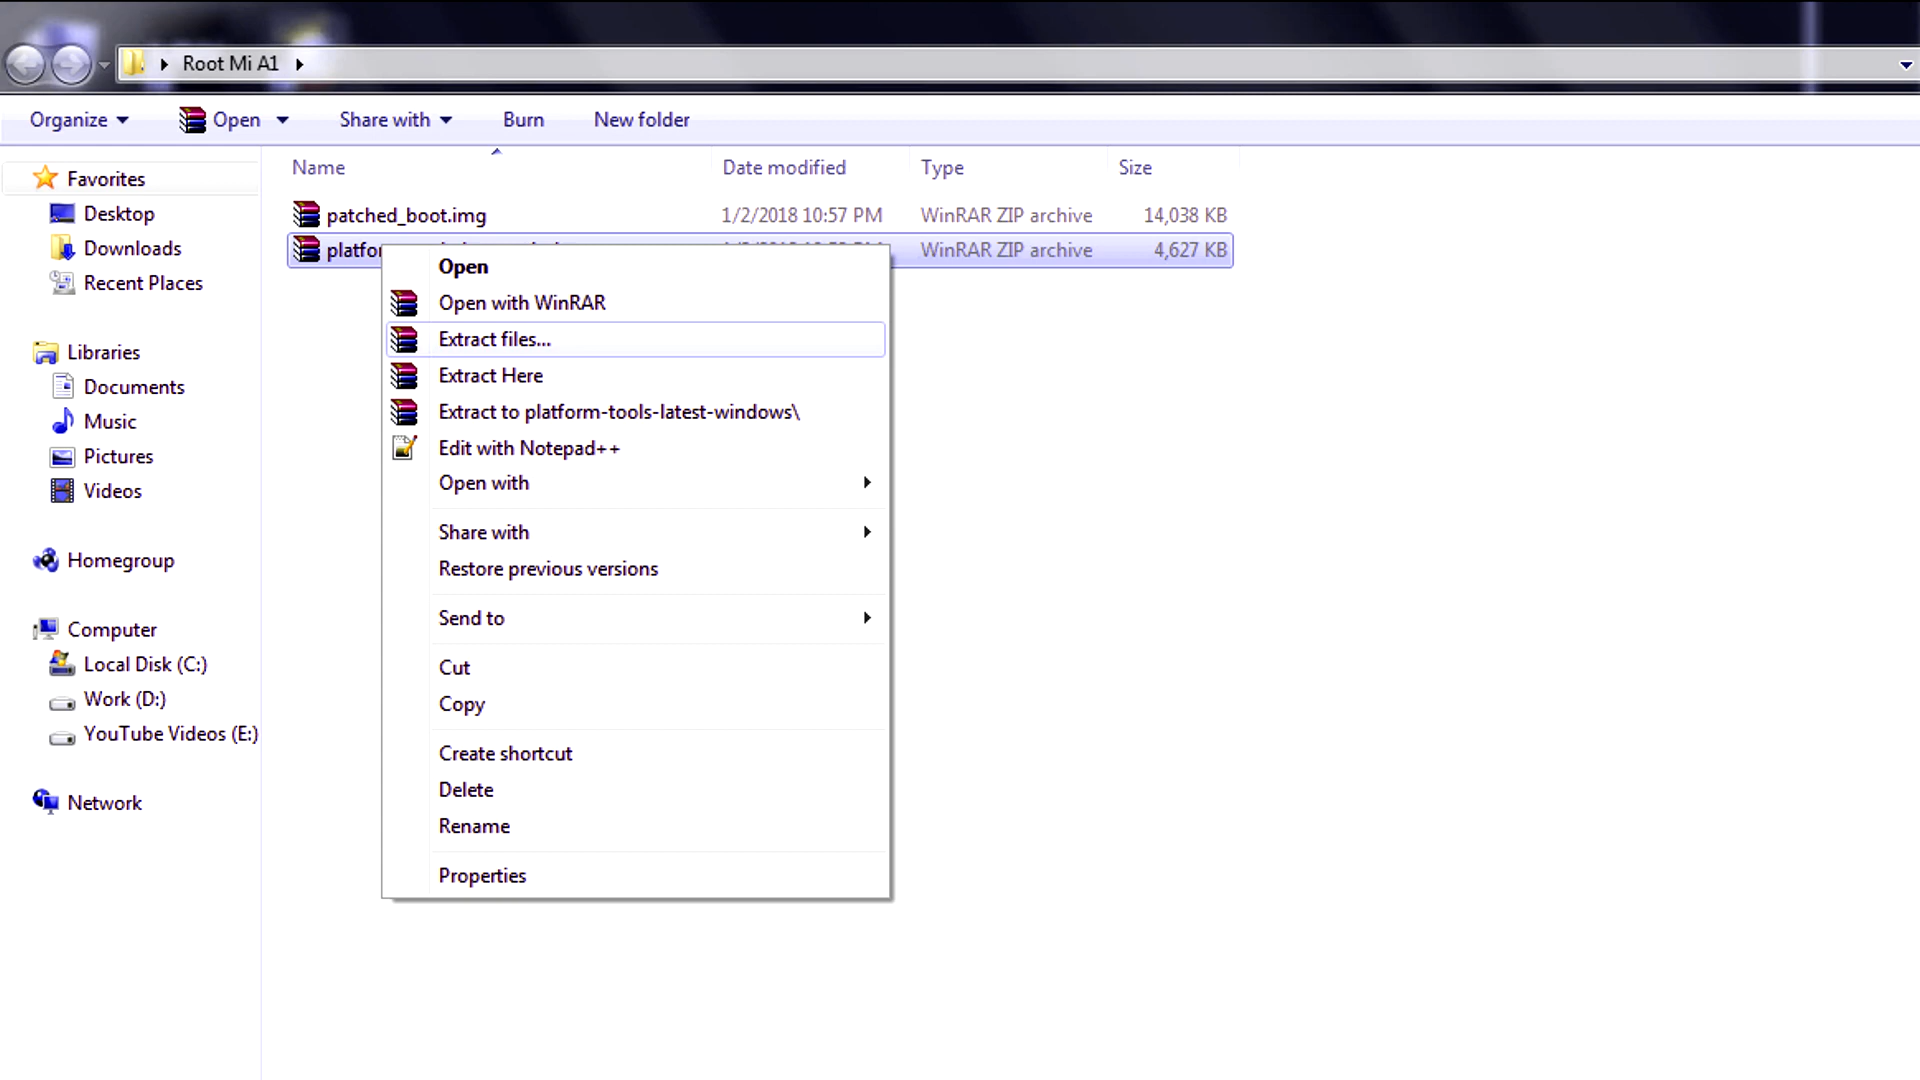 Root Mi A1
Organize Open Share with Burn New folder
Name Date modified Type Size
Favorites
Desktop
Downloads
Recent Places
Libraries
Documents
Music
Pictures
Videos
Homegroup
Computer
Local Disk (C:)
Work (D:)
YouTube Videos (E:)
Network
patched_boot.img 1/2/2018 10:57 PM WinRAR ZIP archive 14,038 KB
WinRAR ZIP archive 4,627 KB
Open
Open with WinRAR
Extract files...
Extract Here
Extract to platform-tools-latest-windows\
Edit with Notepad++
Open with
Share with
Restore previous versions
Send to
Cut
Copy
Create shortcut
Delete
Rename
Properties